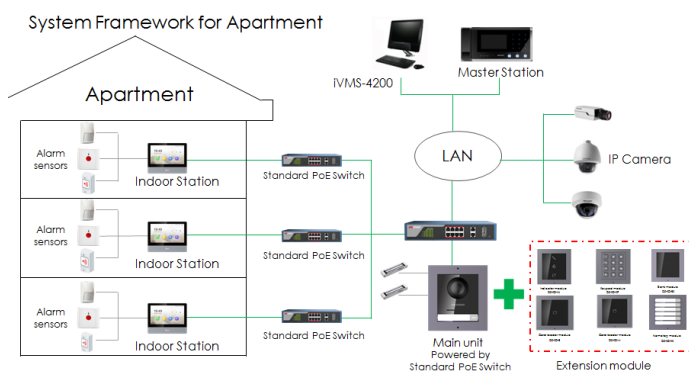 System Framework for Apartment
iVMS-4200
Master Station
Apartment
LAN
IP Camera
Alarm
sensors
Indoor Station
Standard PoE Switch
Alarm
sensors
Indoor Station
Standard PoE Switch
Alarm
sensors
Indoor Station
Standard PoE Switch
Main unit
Powered by
Standard PoE Switch
Extension module